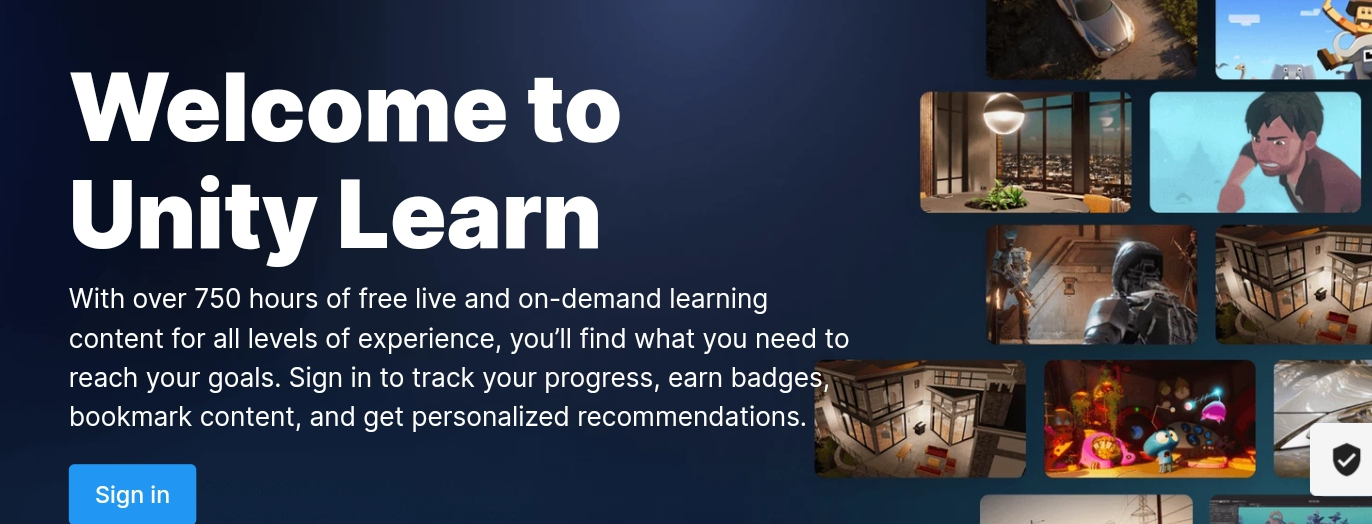 Welcome to
Unity Learn
With over 750 hours of free live and on-demand learning
content for all levels of experience, you’ll find what you need to
reach your goals. Sign in to track your progress, earn badges,
bookmark content, and get personalized recommendations.
Sign in